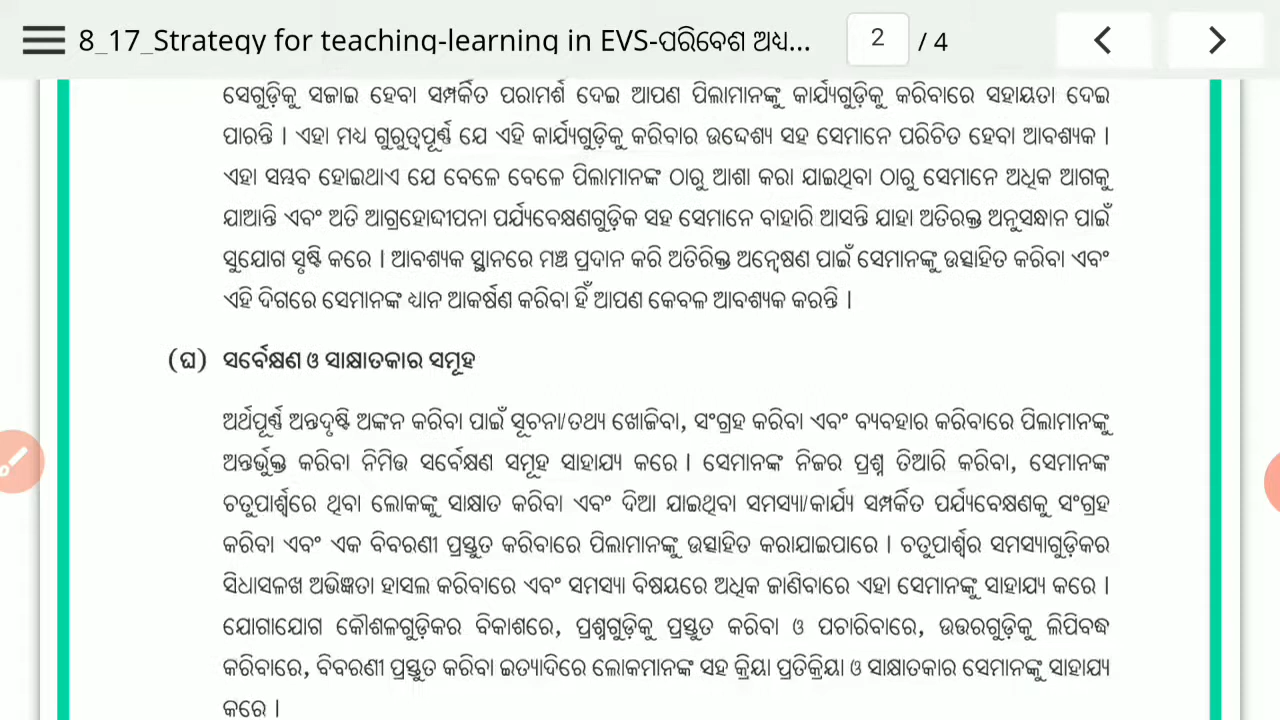 8_17_Strategy for teaching-learning in EVS-ପରିବେଶ ଅଧ୍ୟ... 2 / 4
ସେଗୁଡ଼ିକୁ ସଜାଇ ହେବା ସମ୍ପର୍କିତ ପରାମର୍ଶ ଦେଇ ଆପଣ ପିଲାମାନଙ୍କୁ କାର୍ଯ୍ୟଗୁଡ଼ିକୁ କରିବାରେ ସହାୟତା ଦେଇ
ପାରନ୍ତି । ଏହା ମଧ୍ୟ ଗୁରୁତ୍ୱପୂର୍ଣ୍ଣ ଯେ ଏହି କାର୍ଯ୍ୟଗୁଡ଼ିକୁ କରିବାର ଉଦ୍ଦେଶ୍ୟ ସହ ସେମାନେ ପରିଚିତ ହେବା ଆବଶ୍ୟକ ।
ଏହା ସମ୍ଭବ ହୋଇଥାଏ ଯେ ବେଳେ ବେଳେ ପିଲାମାନଙ୍କ ଠାରୁ ଆଶା କରା ଯାଇଥିବା ଠାରୁ ସେମାନେ ଅଧିକ ଆଗକୁ
ଯାଆନ୍ତି ଏବଂ ଅତି ଆଗ୍ରହୋଦ୍ଦୀପନା ପର୍ଯ୍ୟବେକ୍ଷଣଗୁଡ଼ିକ ସହ ସେମାନେ ବାହାରି ଆସନ୍ତି ଯାହା ଅତିରକ୍ତ ଅନୁସନ୍ଧାନ ପାଇଁ
ସୁଯୋଗ ସୃଷ୍ଟି କରେ । ଆବଶ୍ୟକ ସ୍ଥାନରେ ମଞ୍ଚ ପ୍ରଦାନ କରି ଅତିରିକ୍ତ ଅନ୍ୱେଷଣ ପାଇଁ ସେମାନଙ୍କୁ ଉତ୍ସାହିତ କରିବା ଏବଂ
ଏହି ଦିଗରେ ସେମାନଙ୍କ ଧ୍ୟାନ ଆକର୍ଷଣ କରିବା ହିଁ ଆପଣ କେବଳ ଆବଶ୍ୟକ କରନ୍ତି ।
(ଘ) ସର୍ବେକ୍ଷଣ ଓ ସାକ୍ଷାତକାର ସମୂହ
ଅର୍ଥପୂର୍ଣ୍ଣ ଅନ୍ତଦୃଷ୍ଟି ଅଙ୍କନ କରିବା ପାଇଁ ସୂଚନା/ତଥ୍ୟ ଖୋଜିବା, ସଂଗ୍ରହ କରିବା ଏବଂ ବ୍ୟବହାର କରିବାରେ ପିଲାମାନଙ୍କୁ
ଅନ୍ତର୍ଭୁକ୍ତ କରିବା ନିମିତ୍ତ ସର୍ବେକ୍ଷଣ ସମୂହ ସାହାଯ୍ୟ କରେ । ସେମାନଙ୍କ ନିଜର ପ୍ରଶ୍ନ ତିଆରି କରିବା, ସେମାନଙ୍କ
ଚତୁପାର୍ଶ୍ୱରେ ଥିବା ଲୋକଙ୍କୁ ସାକ୍ଷାତ କରିବା ଏବଂ ଦିଆ ଯାଇଥିବା ସମସ୍ୟା/କାର୍ଯ୍ୟ ସମ୍ପର୍କିତ ପର୍ଯ୍ୟବେକ୍ଷଣକୁ ସଂଗ୍ରହ
କରିବା ଏବଂ ଏକ ବିବରଣୀ ପ୍ରସ୍ତୁତ କରିବାରେ ପିଲାମାନଙ୍କୁ ଉତ୍ସାହିତ କରାଯାଇପାରେ । ଚତୁପାର୍ଶ୍ୱର ସମସ୍ୟାଗୁଡ଼ିକର
ସିଧାସଳଖ ଅଭିଜ୍ଞତା ହାସଲ କରିବାରେ ଏବଂ ସମସ୍ୟା ବିଷୟରେ ଅଧିକ ଜାଣିବାରେ ଏହା ସେମାନଙ୍କୁ ସାହାଯ୍ୟ କରେ ।
ଯୋଗାଯୋଗ କୌଶଳଗୁଡ଼ିକର ବିକାଶରେ, ପ୍ରଶ୍ନଗୁଡ଼ିକୁ ପ୍ରସ୍ତୁତ କରିବା ଓ ପଚାରିବାରେ, ଉତ୍ତରଗୁଡ଼ିକୁ ଲିପିବଦ୍ଧ
କରିବାରେ, ବିବରଣୀ ପ୍ରସ୍ତୁତ କରିବା ଇତ୍ୟାଦିରେ ଲୋକମାନଙ୍କ ସହ କ୍ରିୟା ପ୍ରତିକ୍ରିୟା ଓ ସାକ୍ଷାତକାର ସେମାନଙ୍କୁ ସାହାଯ୍ୟ
କରେ ।